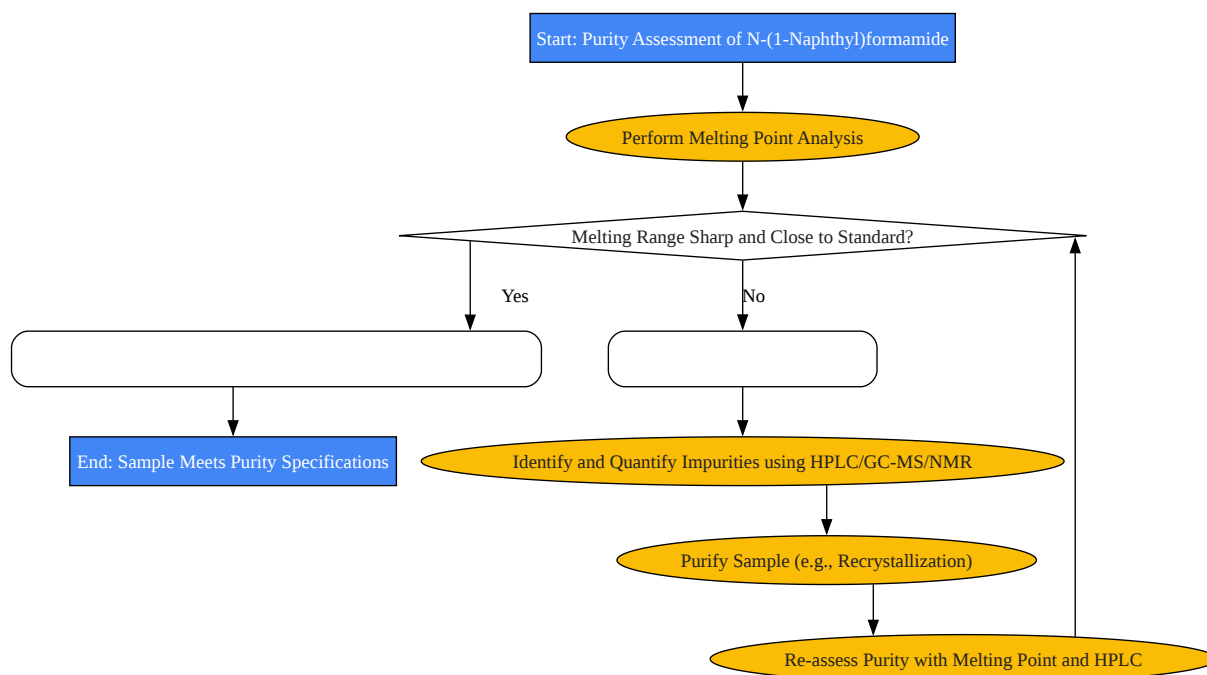 Start: Purity Assessment of N-(1-Naphthyl)formamide
Perform Melting Point Analysis
Melting Range Sharp and Close to Standard?
Yes
No
End: Sample Meets Purity Specifications
Identify and Quantify Impurities using HPLC/GC-MS/NMR
Purify Sample (e.g., Recrystallization)
Re-assess Purity with Melting Point and HPLC